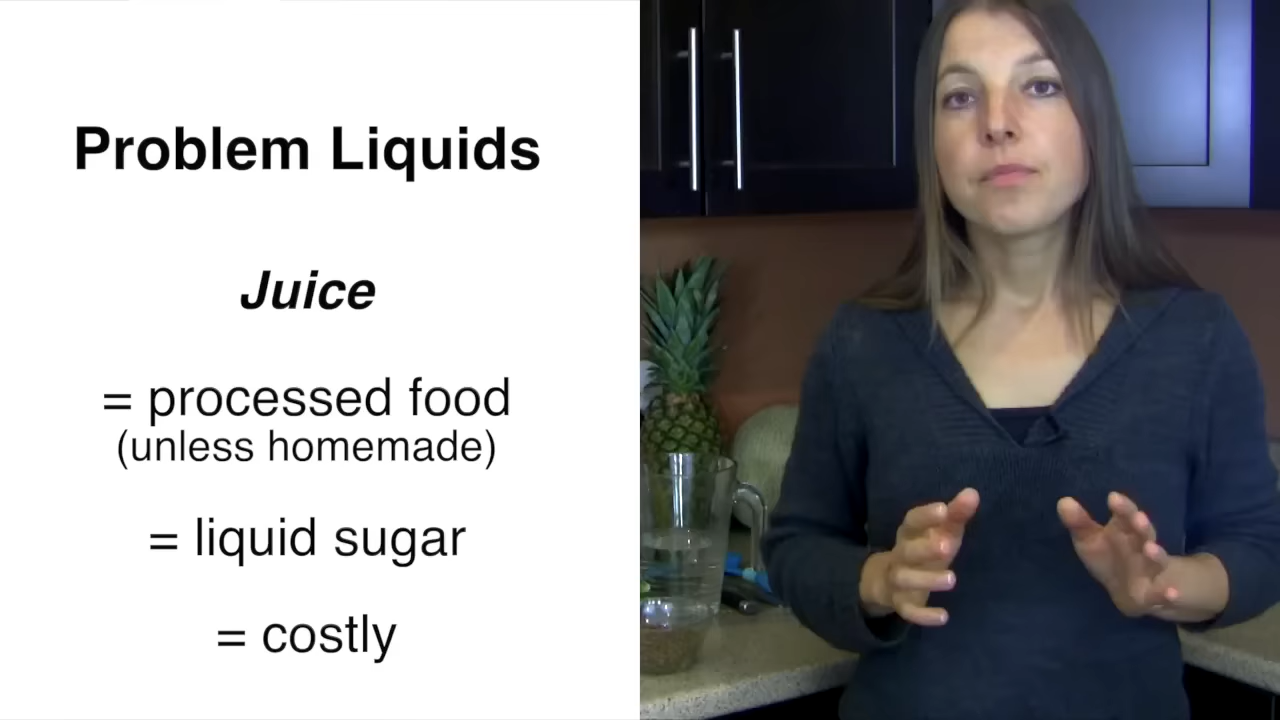 Problem Liquids
Juice
= processed food
(unless homemade)
= liquid sugar
= costly